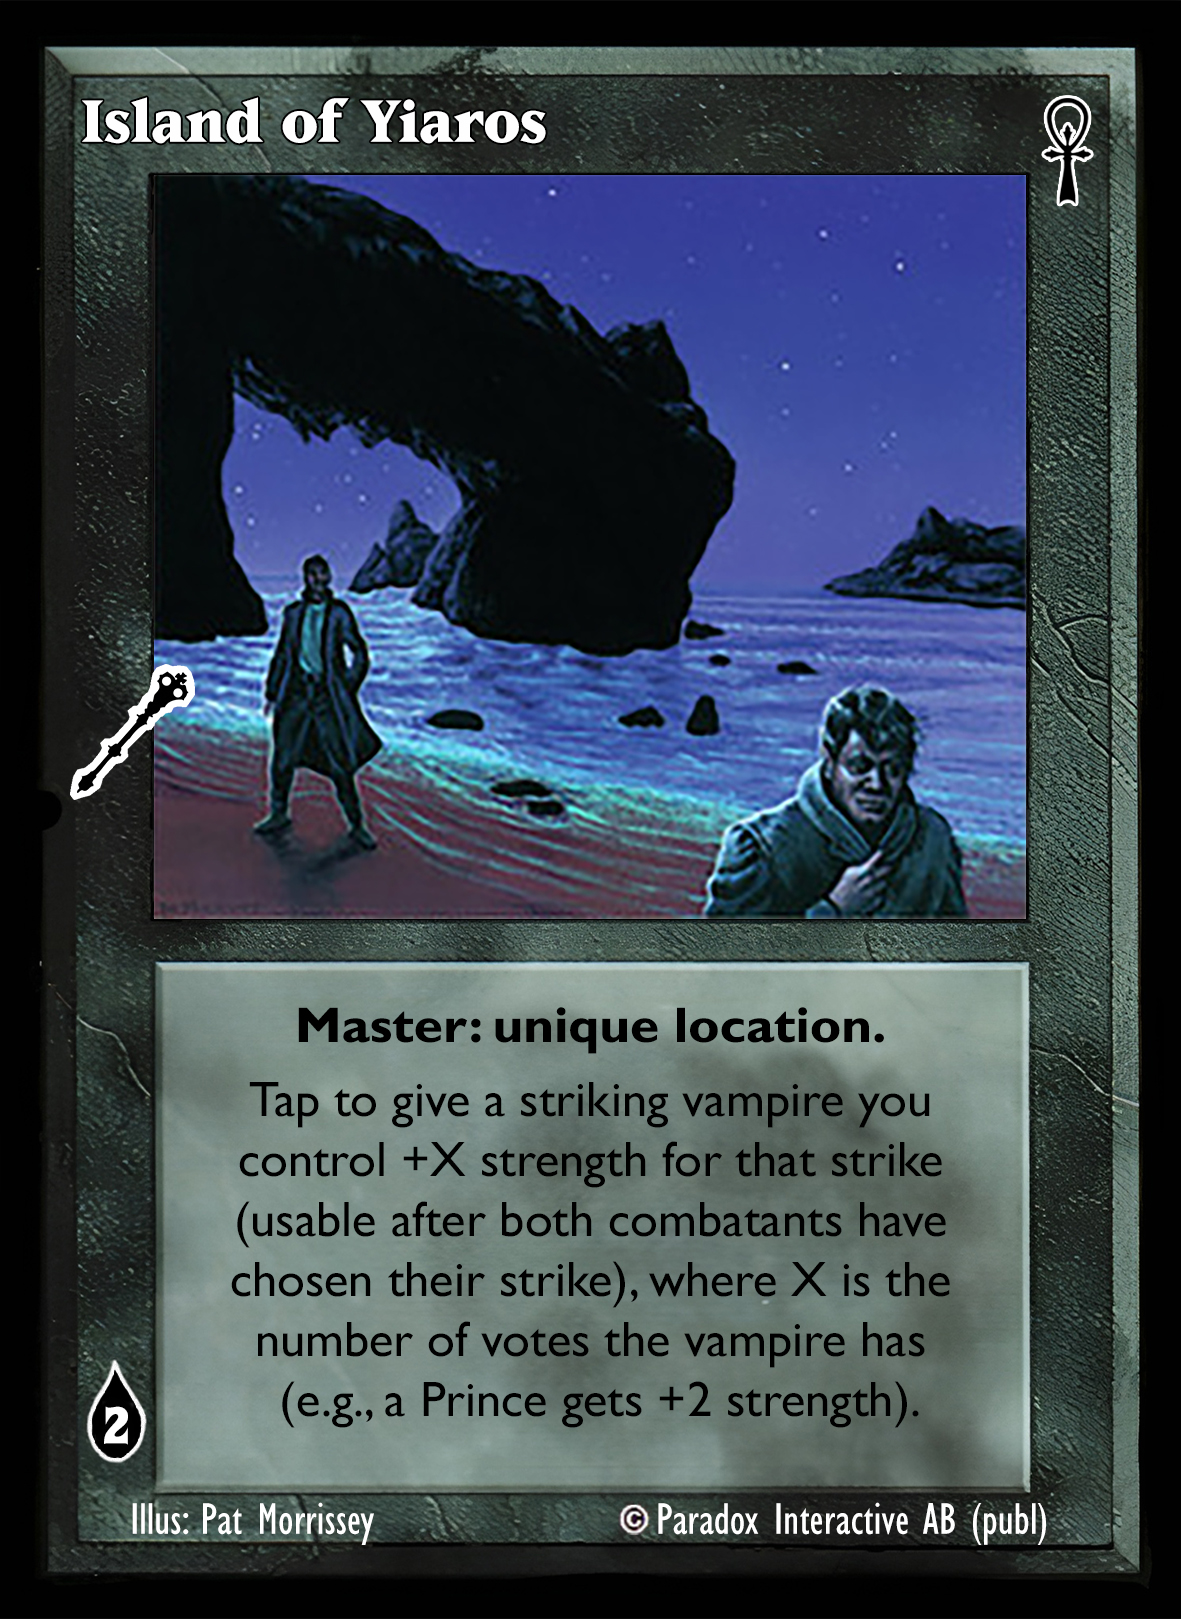 Island of Yiaros
Master: unique location.
Tap to give a striking vampire you
control +X strength for that strike
(usable after both combatants have
chosen their strike), where X is the
number of votes the vampire has
(e.g., a Prince gets +2 strength).
2
Illus: Pat Morrissey
© Paradox Interactive AB (publ)